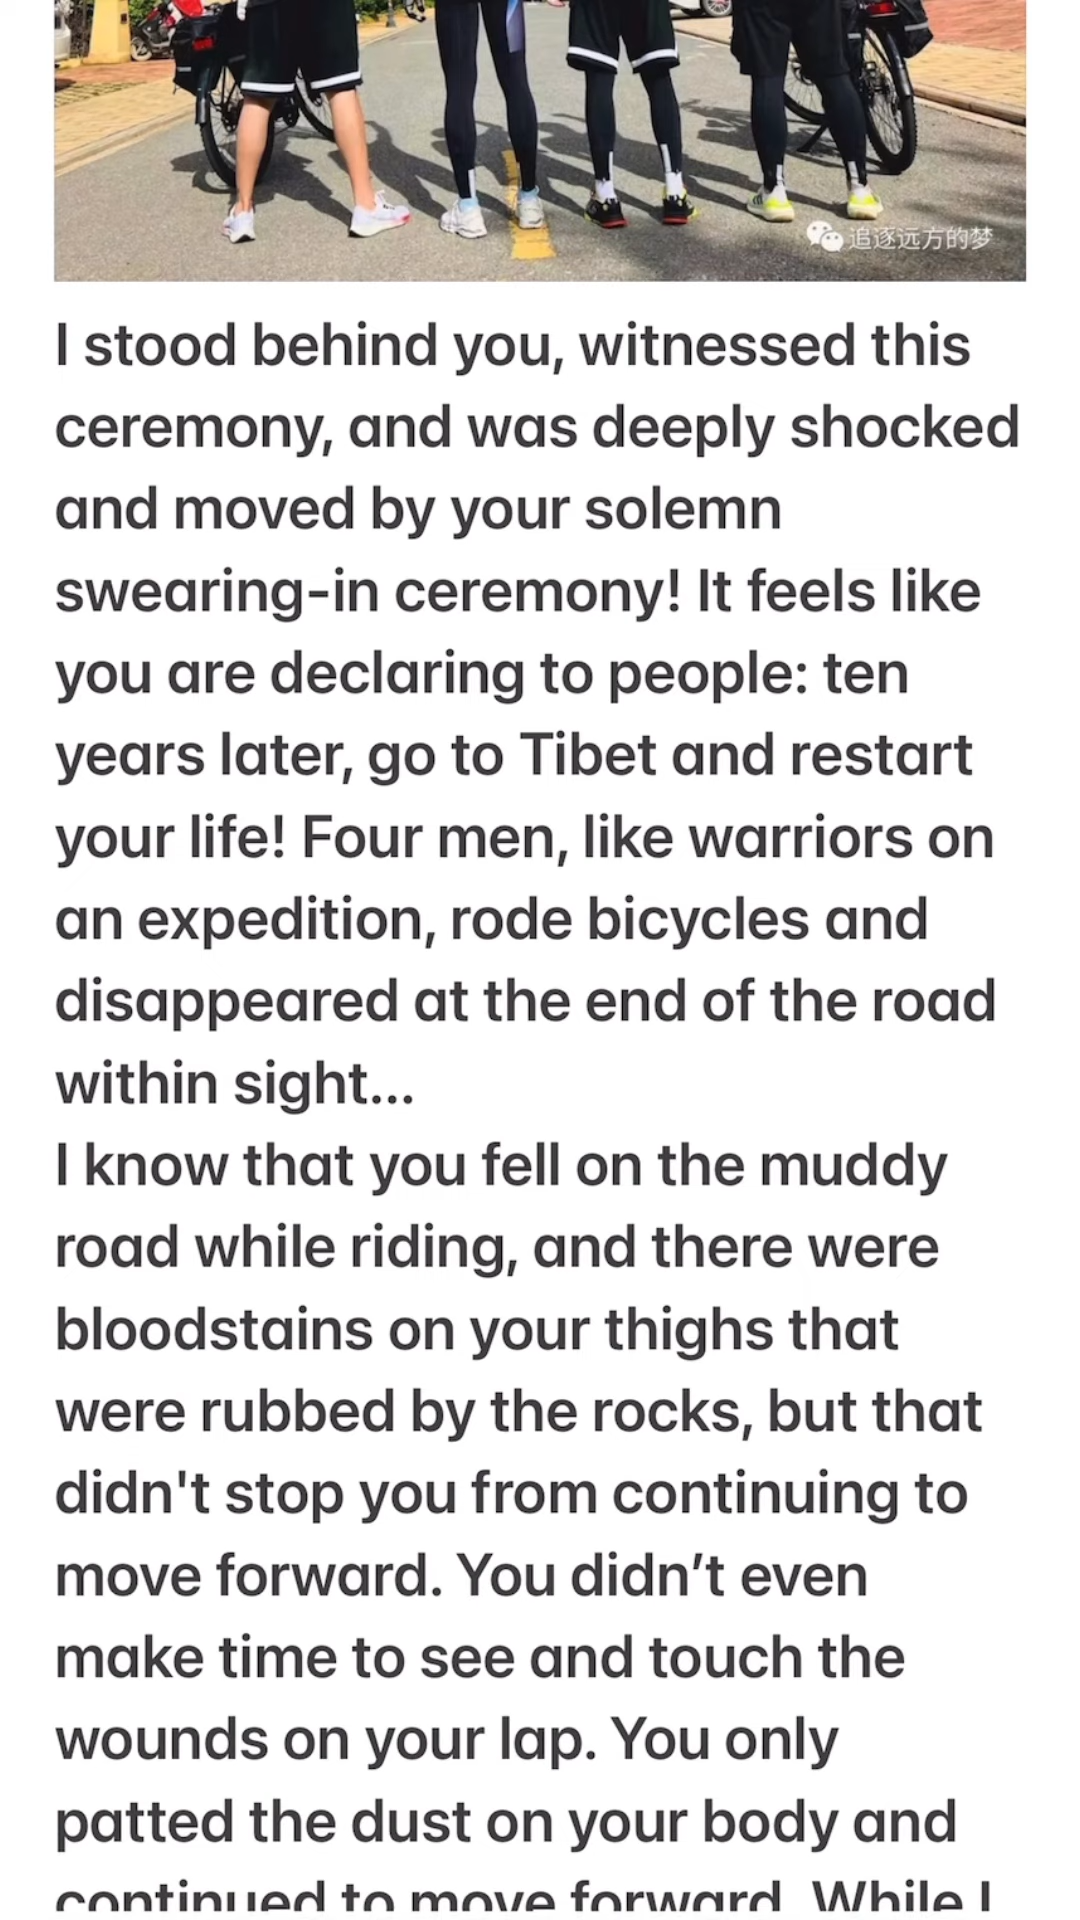 追逐远方的梦
I stood behind you, witnessed this
ceremony, and was deeply shocked
and moved by your solemn
swearing-in ceremony! It feels like
you are declaring to people: ten
years later, go to Tibet and restart
your life! Four men, like warriors on
an expedition, rode bicycles and
disappeared at the end of the road
within sight...
I know that you fell on the muddy
road while riding, and there were
bloodstains on your thighs that
were rubbed by the rocks, but that
didn't stop you from continuing to
move forward. You didn’t even
make time to see and touch the
wounds on your lap. You only
patted the dust on your body and
continued to move forward. While I